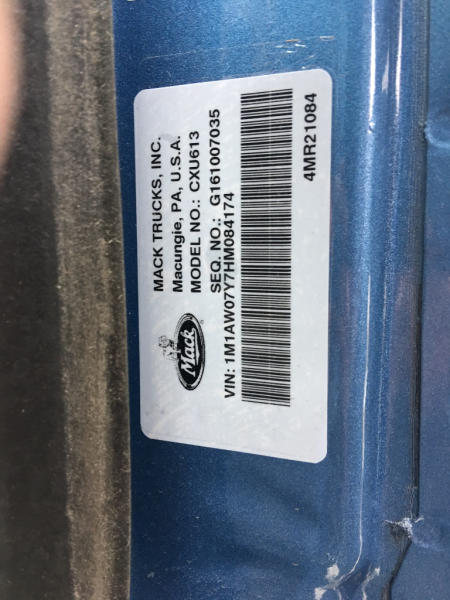 MACK TRUCKS, INC.
Macungie, PA, U.S.A.
MODEL NO.: CXU613
SEQ. NO.: G161007035
Mack
VIN: 1M1AW07Y7HM084174
4MR21084